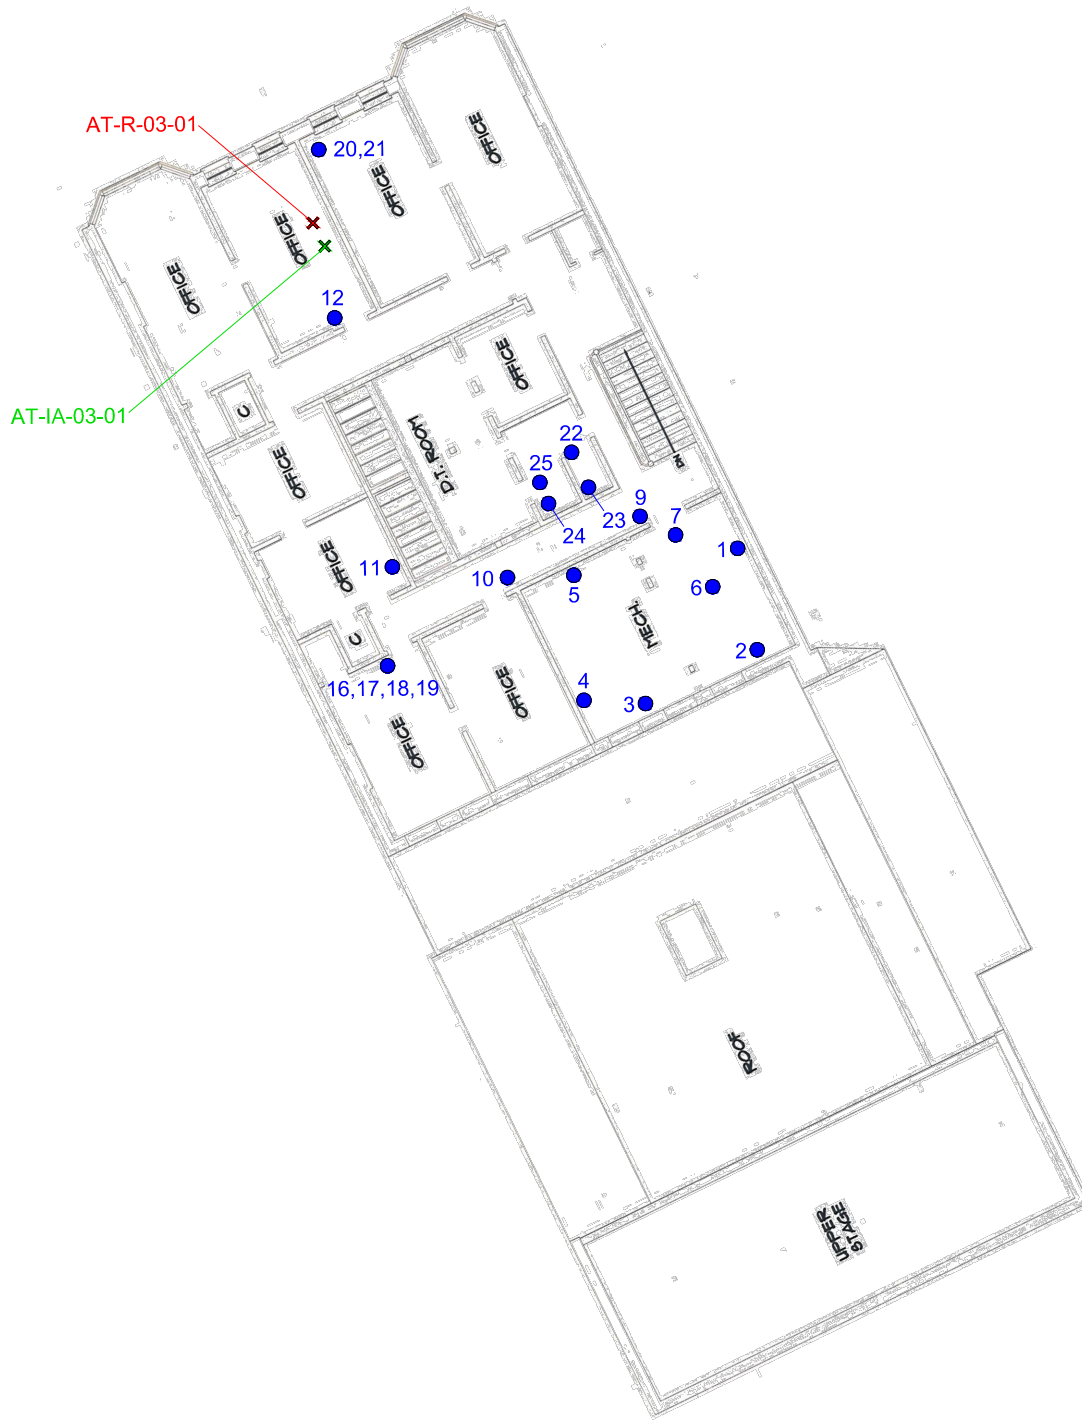 AT-R-03-01
OFFICE
20,21
OFFICE
OFFICE
OFFICE
12
AT-IA-03-01
C
OFFICE
OFFICE
D.T. ROOM
22
25
DN
23
24
9
7
1
11
OFFICE
10
5
6
MECH.
C
2
16,17,18,19
OFFICE
4
3
OFFICE
ROOF
UPPER
STAGE